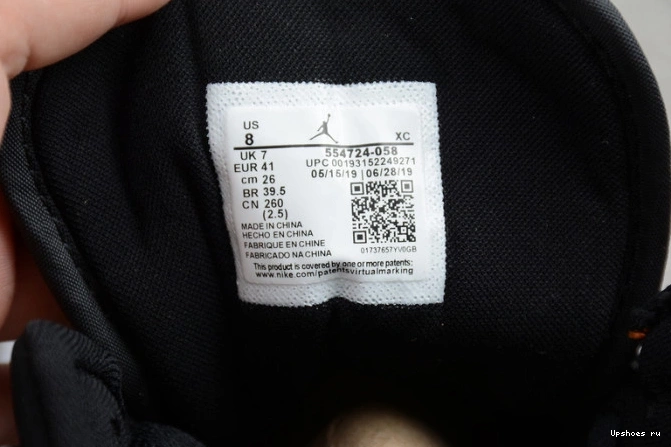 US
8 XC
UK 7 554724-058
EUR 41 UPC 00193152249271
cm 26 05/15/19 | 06/28/19
BR 39.5
CN 260
(2.5)
MADE IN CHINA
HECHO EN CHINA
FABRIQUE EN CHINE
FABRICADO NA CHINA
01737657YV0GB
This product is covered by one or more patents:
www.nike.com/patentsvirtualmarking
Upshoes ru